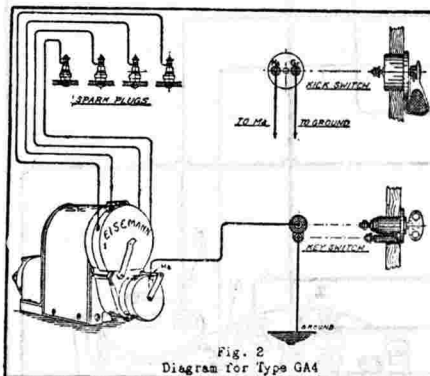 SPARK PLUGS
KICK SWITCH
TO MA
TO GROUND
EISEMANN
MA
KEY SWITCH
GROUND
Fig. 2
Diagram for Type GA4